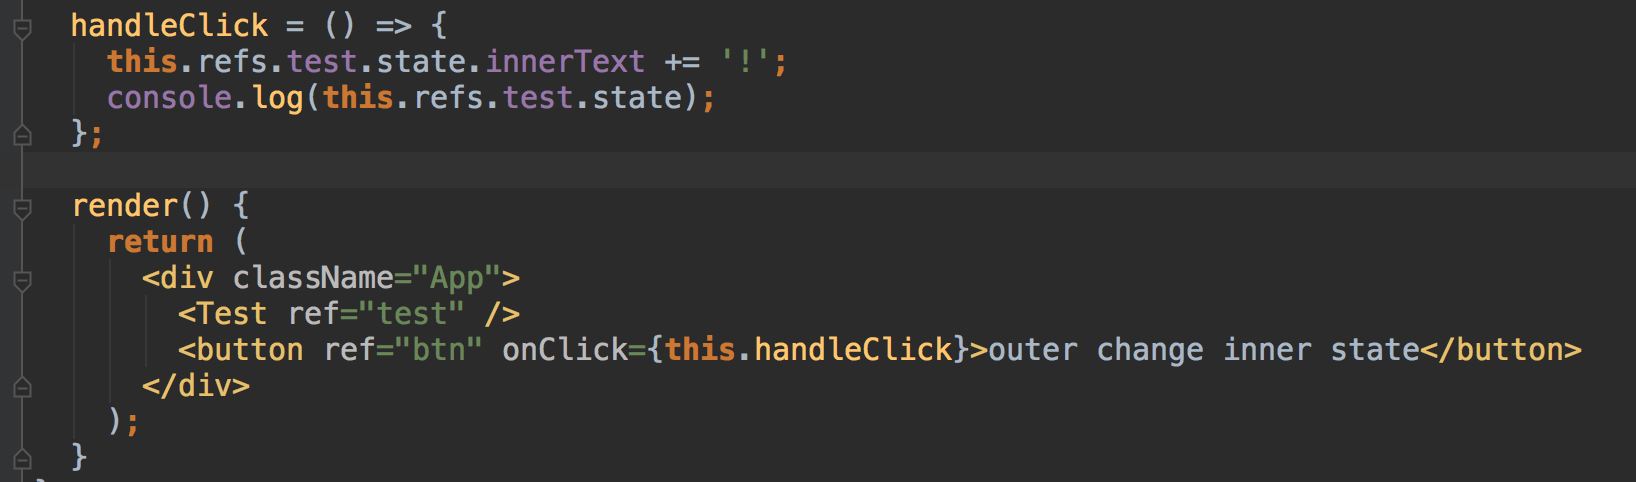 handleClick = () => {
this.refs.test.state.innerText += '!';
console.log(this.refs.test.state);
};
render() {
return (
<div className="App">
<Test ref="test" />
<button ref="btn" onClick={this.handleClick}>outer change inner state</button>
</div>
);
}